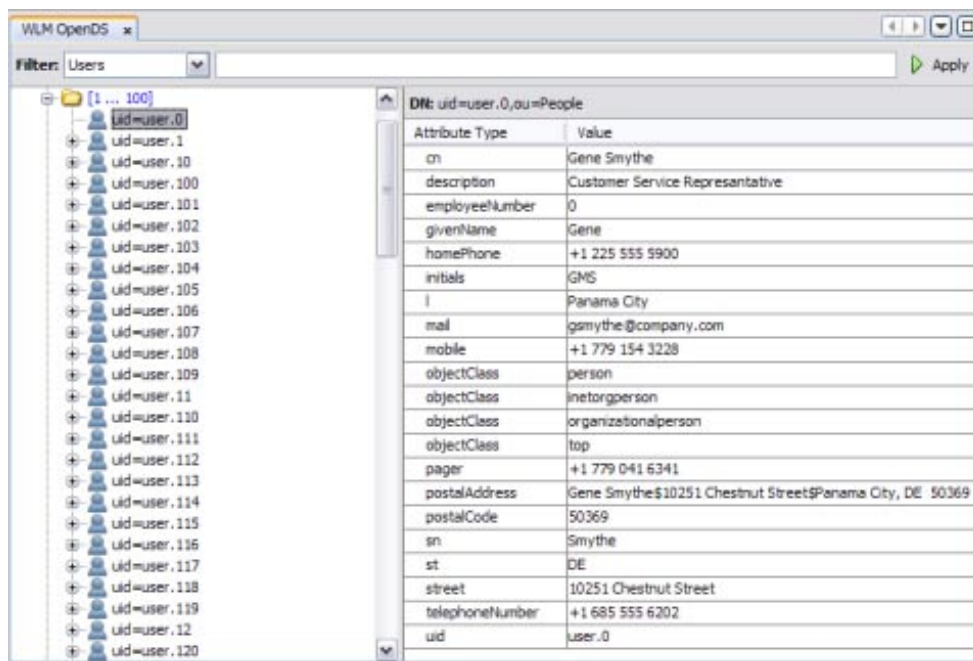 WLM OpenDS x
Filter: Users Apply
[1 ... 100]
uid=user.0
uid=user.1
uid=user.10
uid=user.100
uid=user.101
uid=user.102
uid=user.103
uid=user.104
uid=user.105
uid=user.106
uid=user.107
uid=user.108
uid=user.109
uid=user.11
uid=user.110
uid=user.111
uid=user.112
uid=user.113
uid=user.114
uid=user.115
uid=user.116
uid=user.117
uid=user.118
uid=user.119
uid=user.12
uid=user.120
DN: uid=user.0,ou=People
Attribute Type Value
cn Gene Smythe
description Customer Service Represantative
employeeNumber 0
givenName Gene
homePhone +1 225 555 5900
initials GMS
l Panama City
mail gsmythe@company.com
mobile +1 779 154 3228
objectClass person
objectClass inetorgperson
objectClass organizationalperson
objectClass top
pager +1 779 041 6341
postalAddress Gene Smythe$10251 Chestnut Street$Panama City, DE 50369
postalCode 50369
sn Smythe
st DE
street 10251 Chestnut Street
telephoneNumber +1 685 555 6202
uid user.0